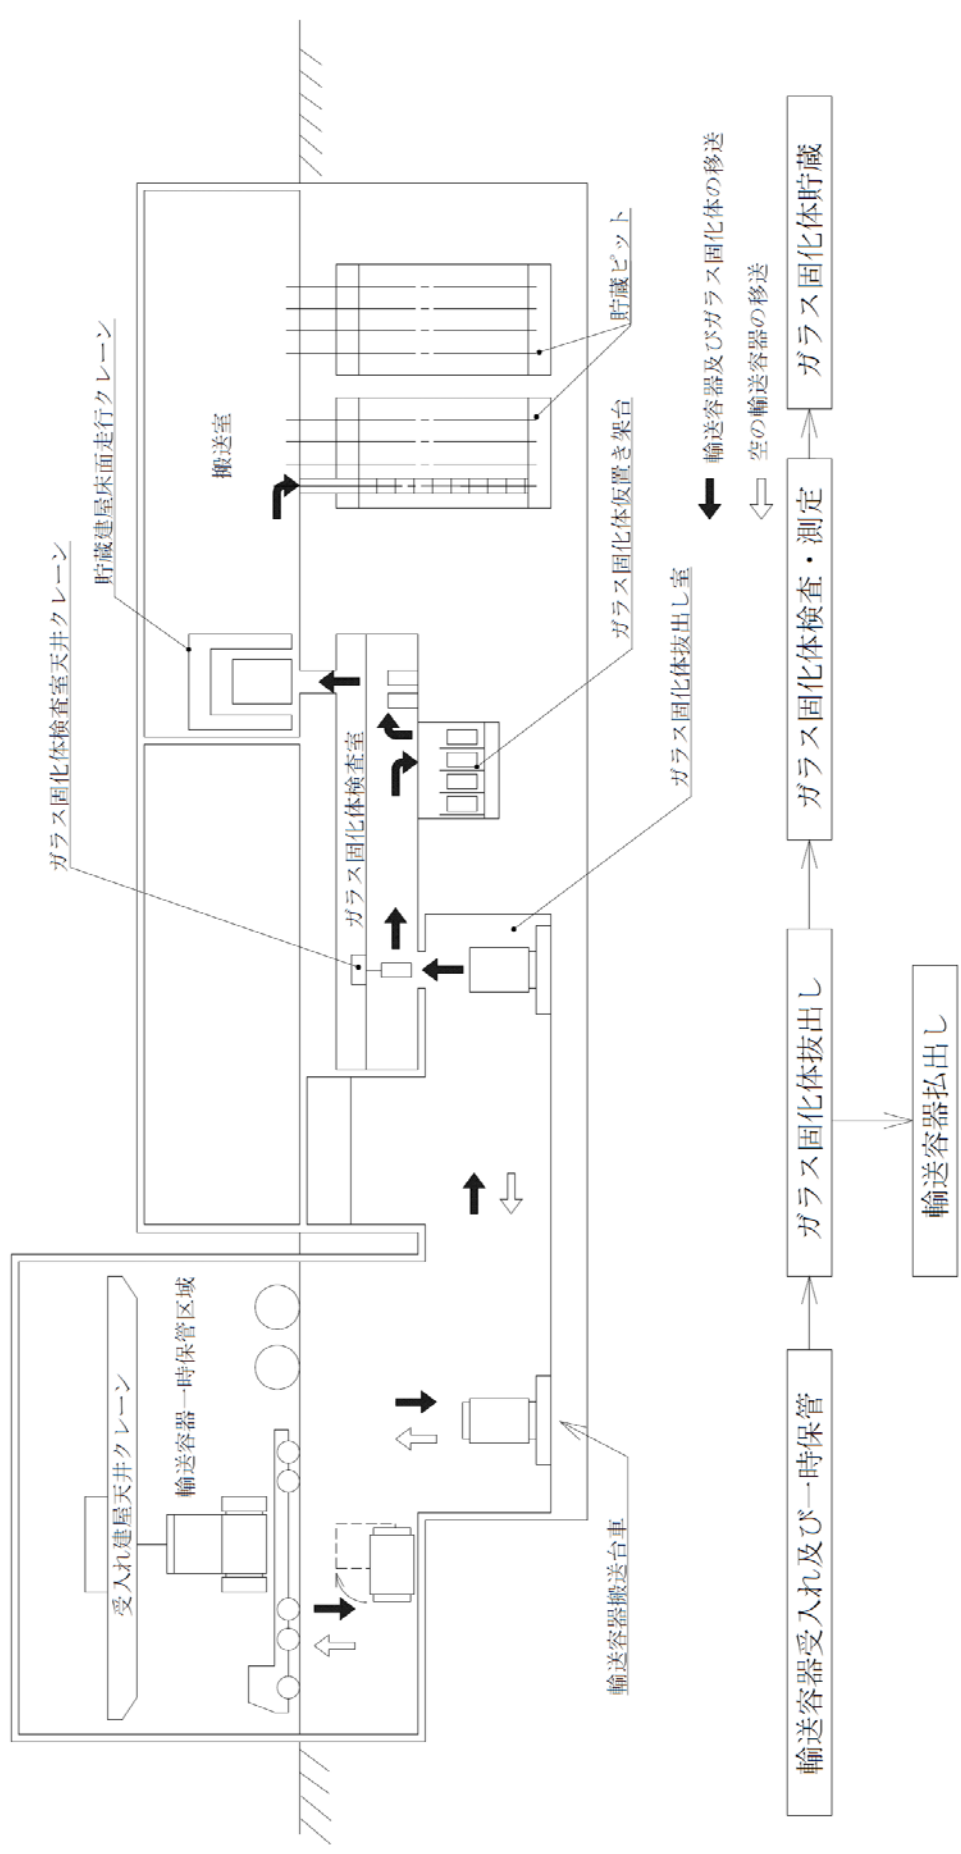 ガラス固化体検査室天井クレーン
貯蔵建屋床面走行クレーン
受入れ建屋天井クレーン
輸送容器一時保管区域
搬送室
ガラス固化体検査室
貯蔵ピット
ガラス固化体仮置き架台
ガラス固化体抜出し室
輸送容器搬送台車
輸送容器及びガラス固化体の移送
空の輸送容器の移送
輸送容器受入れ及び一時保管
ガラス固化体抜出し
ガラス固化体検査・測定
ガラス固化体貯蔵
輸送容器払出し